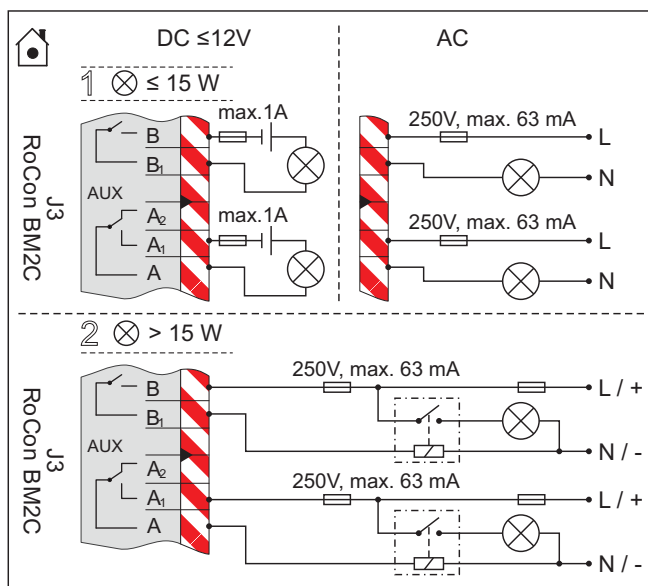 DC ≤12V
AC
1 ⊗ ≤ 15 W
RoCon BM2C
J3
B
B1
AUX
A2
A1
A
max.1A
max.1A
250V, max. 63 mA
L
N
250V, max. 63 mA
L
N
2 ⊗ > 15 W
RoCon BM2C
J3
B
B1
AUX
A2
A1
A
250V, max. 63 mA
L / +
N / -
250V, max. 63 mA
L / +
N / -